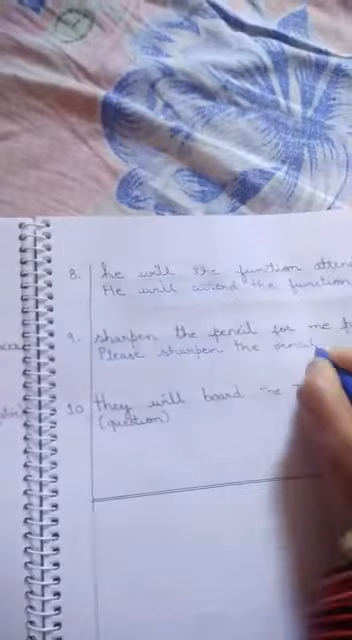 8. he will the function atten
He will attend the function
9. sharpen the pencil for me
Please sharpen the pencil
10 they will board the
(question)